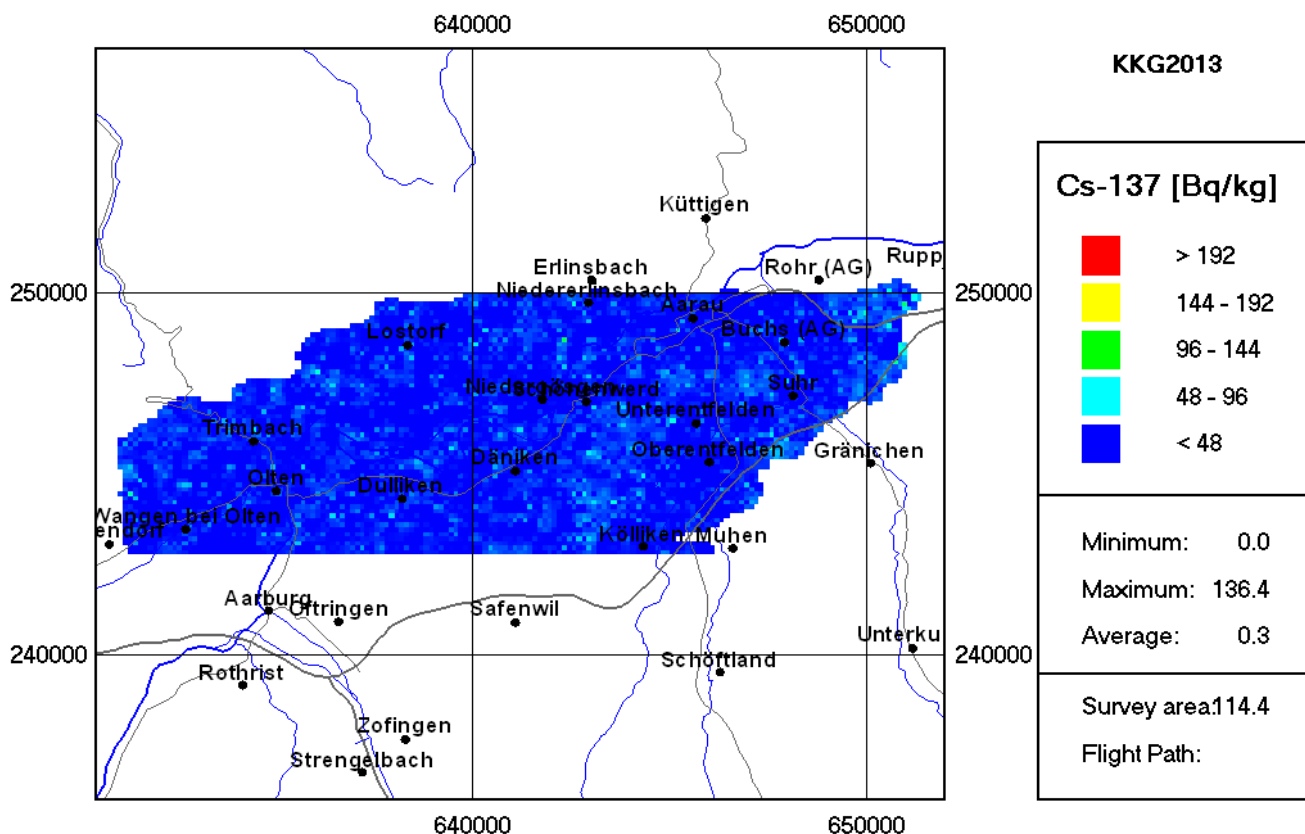 640000
650000
KKG2013
Cs-137 [Bq/kg]
> 192
144 - 192
96 - 144
48 - 96
< 48
Minimum: 0.0
Maximum: 136.4
Average: 0.3
Survey area:114.4
Flight Path:
Küttigen
Erlinsbach
Rohr (AG)
Rupp
250000
250000
Niedererlinsbach
Aarau
Lostorf
Buchs (AG)
Niedergösgen
Schönenwerd
Suhr
Unterentfelden
Trimbach
Däniken
Oberentfelden
Gränichen
Olten
Dulliken
Wangen bei Olten
endorf
Kölliken
Muhen
Aarburg
Oftringen
Safenwil
Unterku
240000
240000
Rothrist
Schöftland
Zofingen
Strengelbach
640000
650000